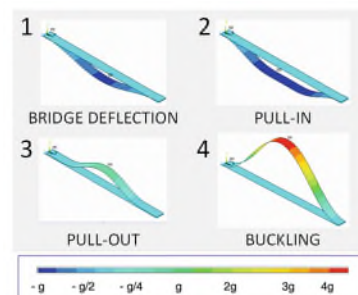 1
2
BRIDGE DEFLECTION
PULL-IN
3
4
PULL-OUT
BUCKLING
- g - g/2 - g/4 g 2g 3g 4g